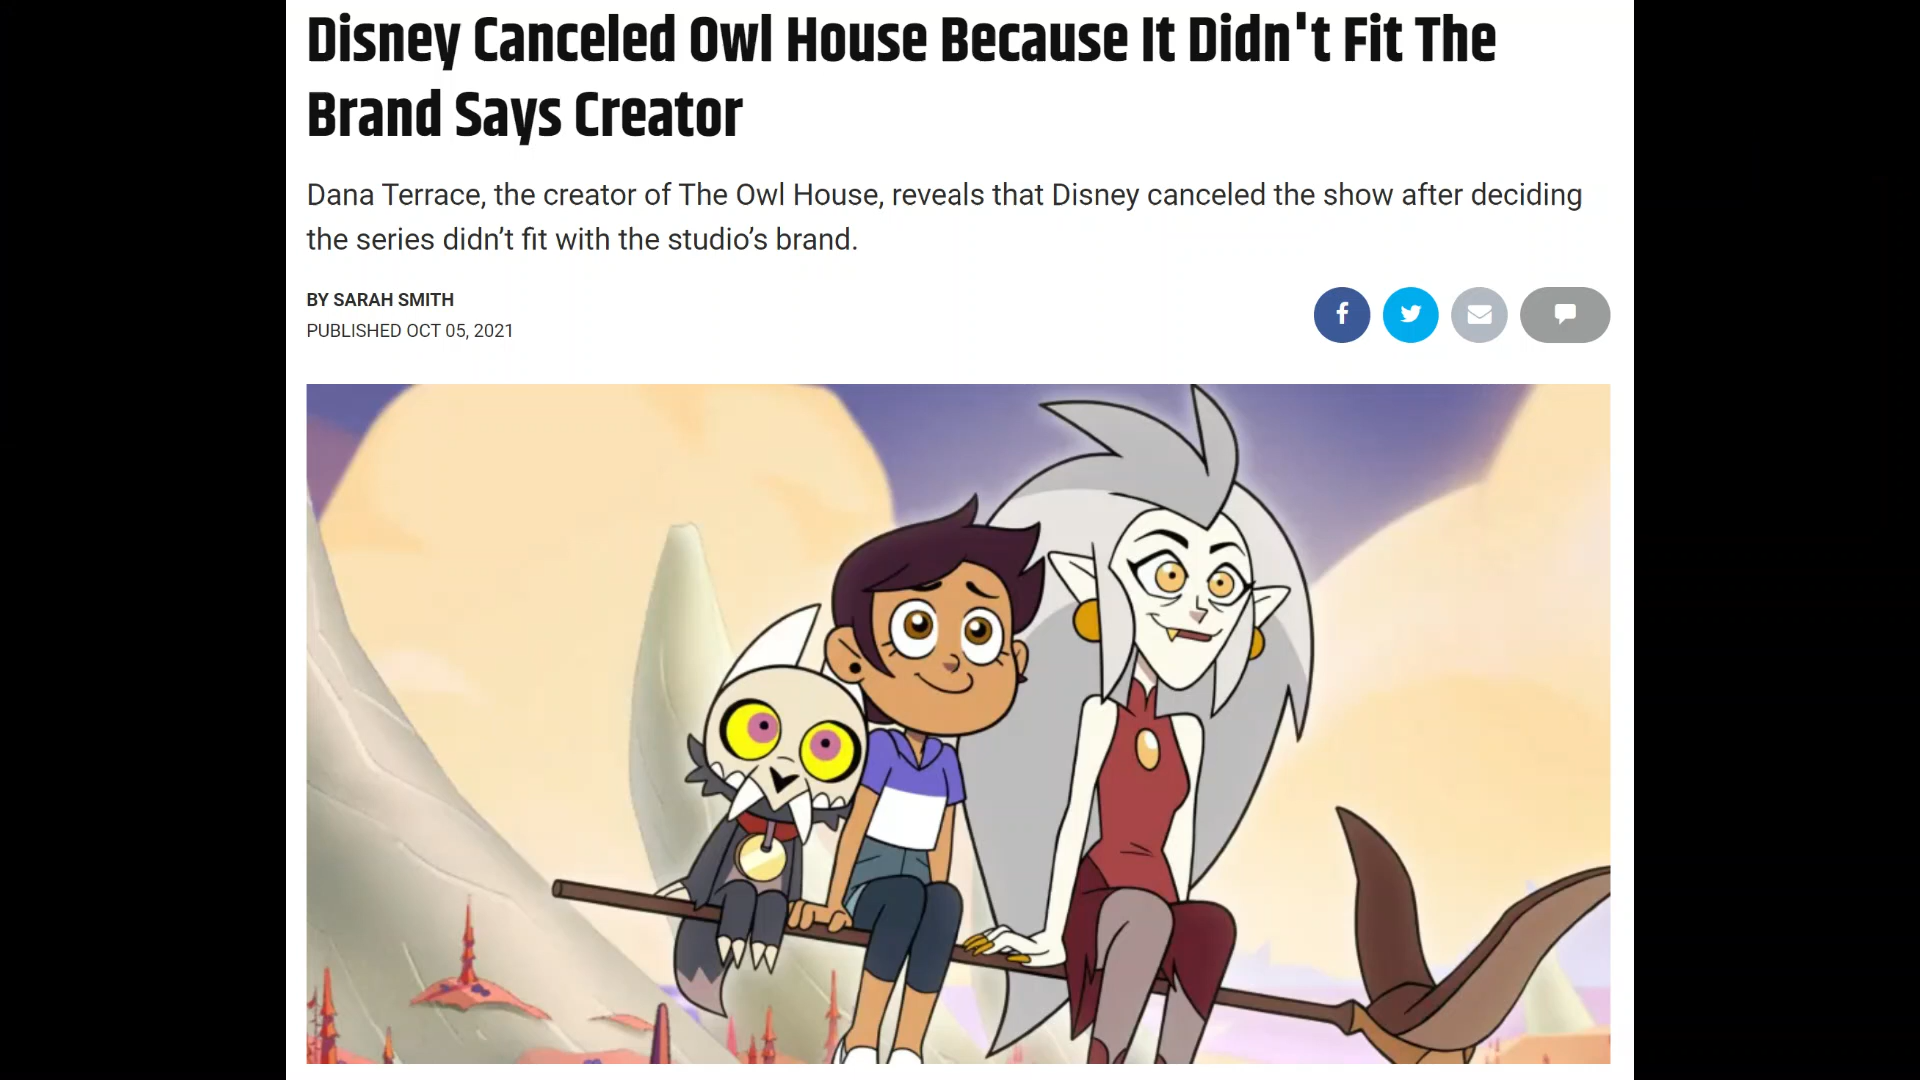 Disney Canceled Owl House Because It Didn't Fit The
Brand Says Creator
Dana Terrace, the creator of The Owl House, reveals that Disney canceled the show after deciding
the series didn’t fit with the studio’s brand.
BY SARAH SMITH
PUBLISHED OCT 05, 2021